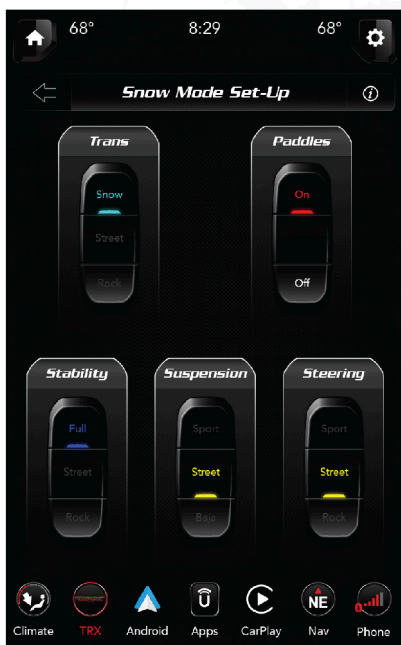 68° 8:29 68°
Snow Mode Set-Up
Trans Paddles
Snow On
Street
Rock Off
Stability Suspension Steering
Full Sport Sport
Street Street Street
Rock Baja Rock
NE
Climate TRX Android Apps CarPlay Nav Phone